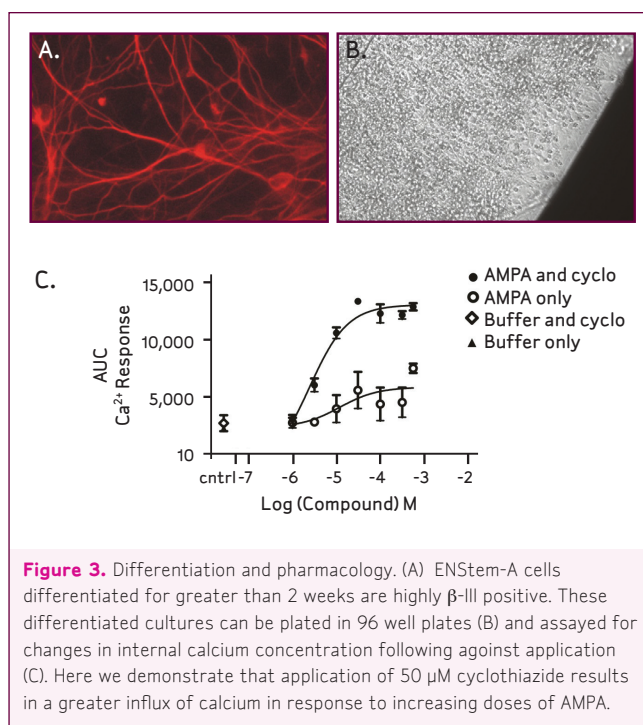 A.
B.
C.
15,000
10,000
5,000
10
AUC
Ca²⁺ Response
cntrl -7 -6 -5 -4 -3 -2
Log (Compound) M
AMPA and cyclo
AMPA only
Buffer and cyclo
Buffer only
Figure 3. Differentiation and pharmacology. (A) ENStem-A cells
differentiated for greater than 2 weeks are highly β-III positive. These
differentiated cultures can be plated in 96 well plates (B) and assayed for
changes in internal calcium concentration following against application
(C). Here we demonstrate that application of 50 µM cyclothiazide results
in a greater influx of calcium in response to increasing doses of AMPA.